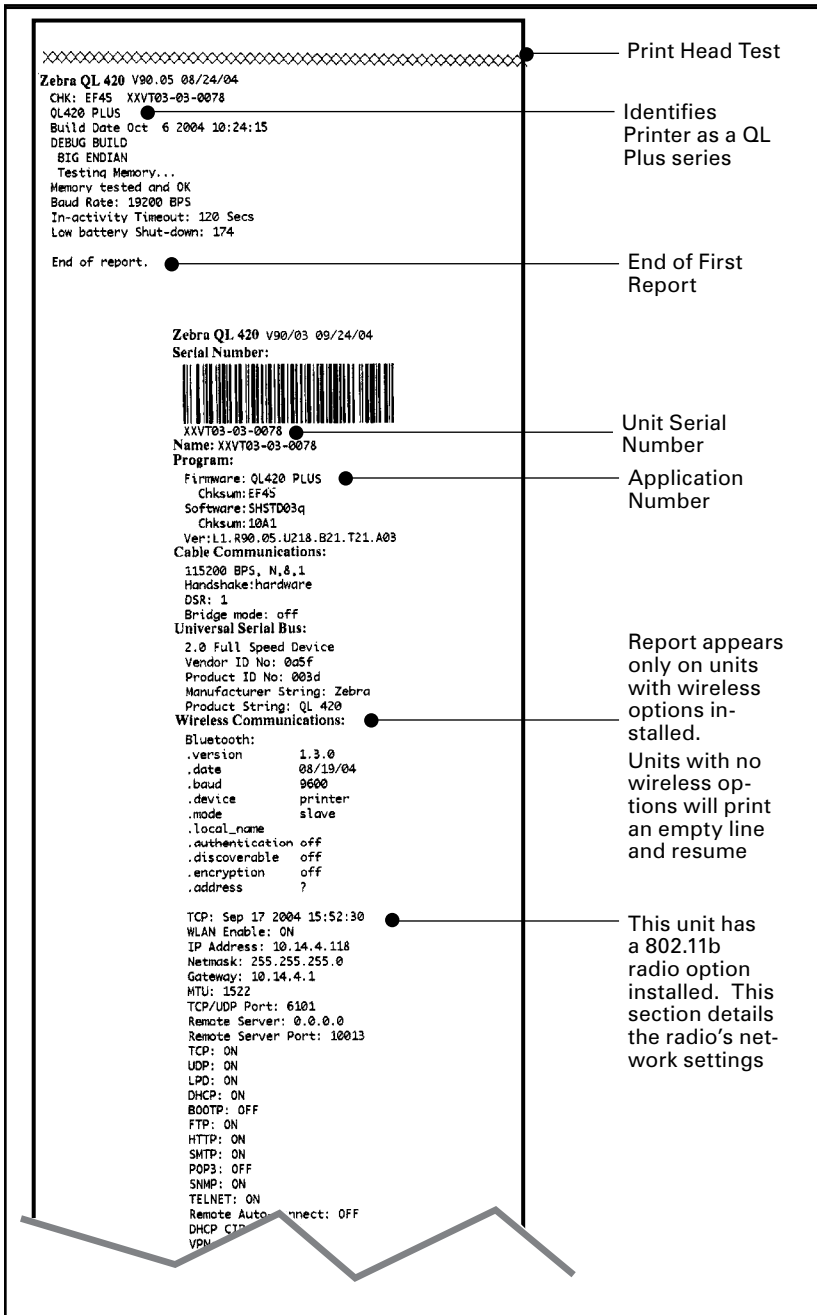 Print Head Test
Zebra QL 420 V90.05 08/24/04
CHK: EF45 XXVT03-03-0078
QL420 PLUS
Identifies
Printer as a QL
Plus series
Build Date Oct 6 2004 10:24:15
DEBUG BUILD
BIG ENDIAN
Testing Memory...
Memory tested and OK
Baud Rate: 19200 BPS
In-activity Timeout: 120 Secs
Low battery Shut-down: 174
End of report.
End of First
Report
Zebra QL 420 V90/03 09/24/04
Serial Number:
XXVT03-03-0078
Unit Serial
Number
Name: XXVT03-03-0078
Program:
Firmware: QL420 PLUS
Application
Number
Chksum: EF45
Software: SHSTD03q
Chksum: 10A1
Ver: L1.R90.05.U218.B21.T21.A03
Cable Communications:
115200 BPS, N,8,1
Handshake: hardware
DSR: 1
Bridge mode: off
Universal Serial Bus:
2.0 Full Speed Device
Vendor ID No: 0a5f
Product ID No: 003d
Manufacturer String: Zebra
Product String: QL 420
Wireless Communications:
Report appears
only on units
with wireless
options in-
stalled.
Units with no
wireless op-
tions will print
an empty line
and resume
Bluetooth:
.version 1.3.0
.date 08/19/04
.baud 9600
.device printer
.mode slave
.local_name
.authentication off
.discoverable off
.encryption off
.address ?
TCP: Sep 17 2004 15:52:30
This unit has
a 802.11b
radio option
installed. This
section details
the radio's net-
work settings
WLAN Enable: ON
IP Address: 10.14.4.118
Netmask: 255.255.255.0
Gateway: 10.14.4.1
MTU: 1522
TCP/UDP Port: 6101
Remote Server: 0.0.0.0
Remote Server Port: 10013
TCP: ON
UDP: ON
LPD: ON
DHCP: ON
BOOTP: OFF
FTP: ON
HTTP: ON
SMTP: ON
POP3: OFF
SNMP: ON
TELNET: ON
Remote Auto- nnect: OFF
DHCP
VPN